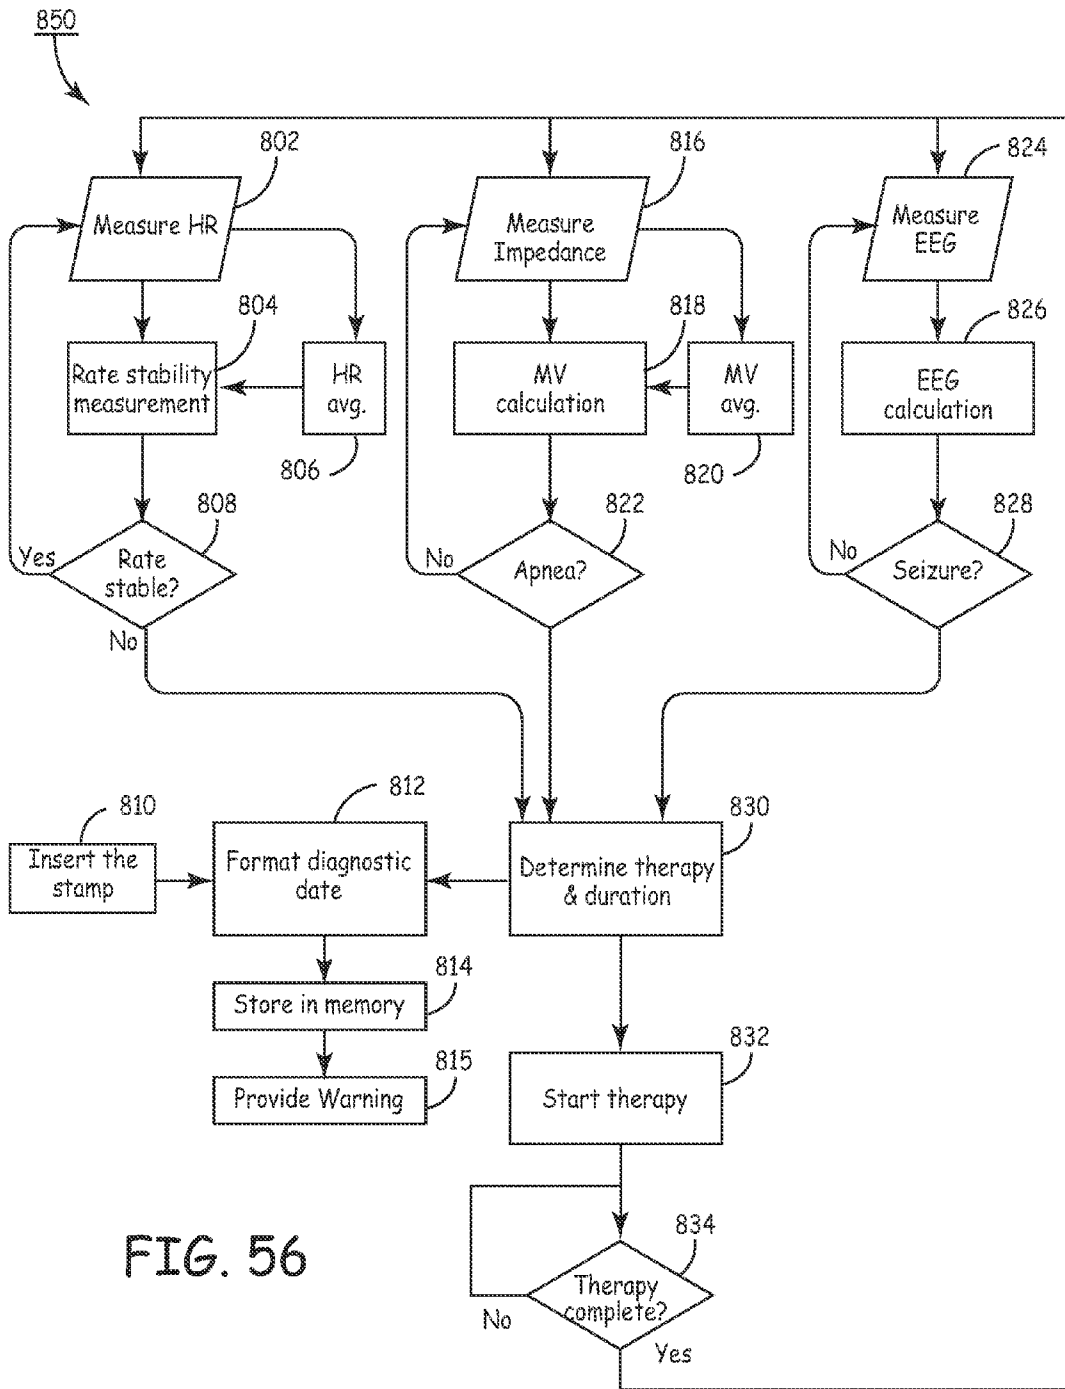 850
802
816
824
Measure HR
Measure
Impedance
Measure
EEG
804
818
826
Rate stability
measurement
HR
avg.
MV
calculation
MV
avg.
EEG
calculation
806
820
808
822
828
Yes
Rate
stable?
No
Apnea?
No
Seizure?
No
810
812
830
Insert the
stamp
Format diagnostic
date
Determine therapy
& duration
814
Store in memory
832
815
Provide Warning
Start therapy
834
Therapy
complete?
No
Yes
FIG. 56